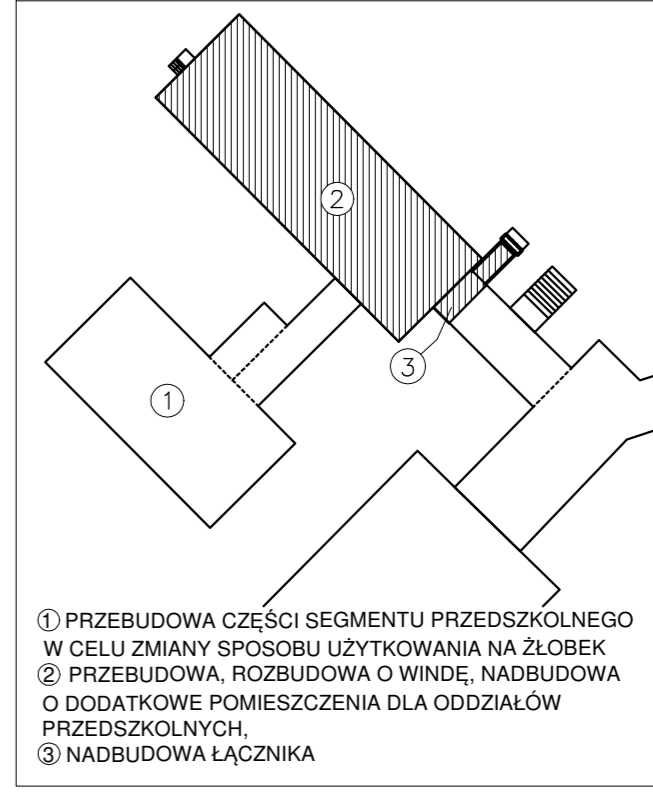 ②
③
①
① PRZEBUDOWA CZĘŚCI SEGMENTU PRZEDSZKOLNEGO
W CELU ZMIANY SPOSOBU UŻYTKOWANIA NA ŻŁOBEK
② PRZEBUDOWA, ROZBUDOWA O WINDĘ, NADBUDOWA
O DODATKOWE POMIESZCZENIA DLA ODDZIAŁÓW
PRZEDSZKOLNYCH,
③ NADBUDOWA ŁĄCZNIKA